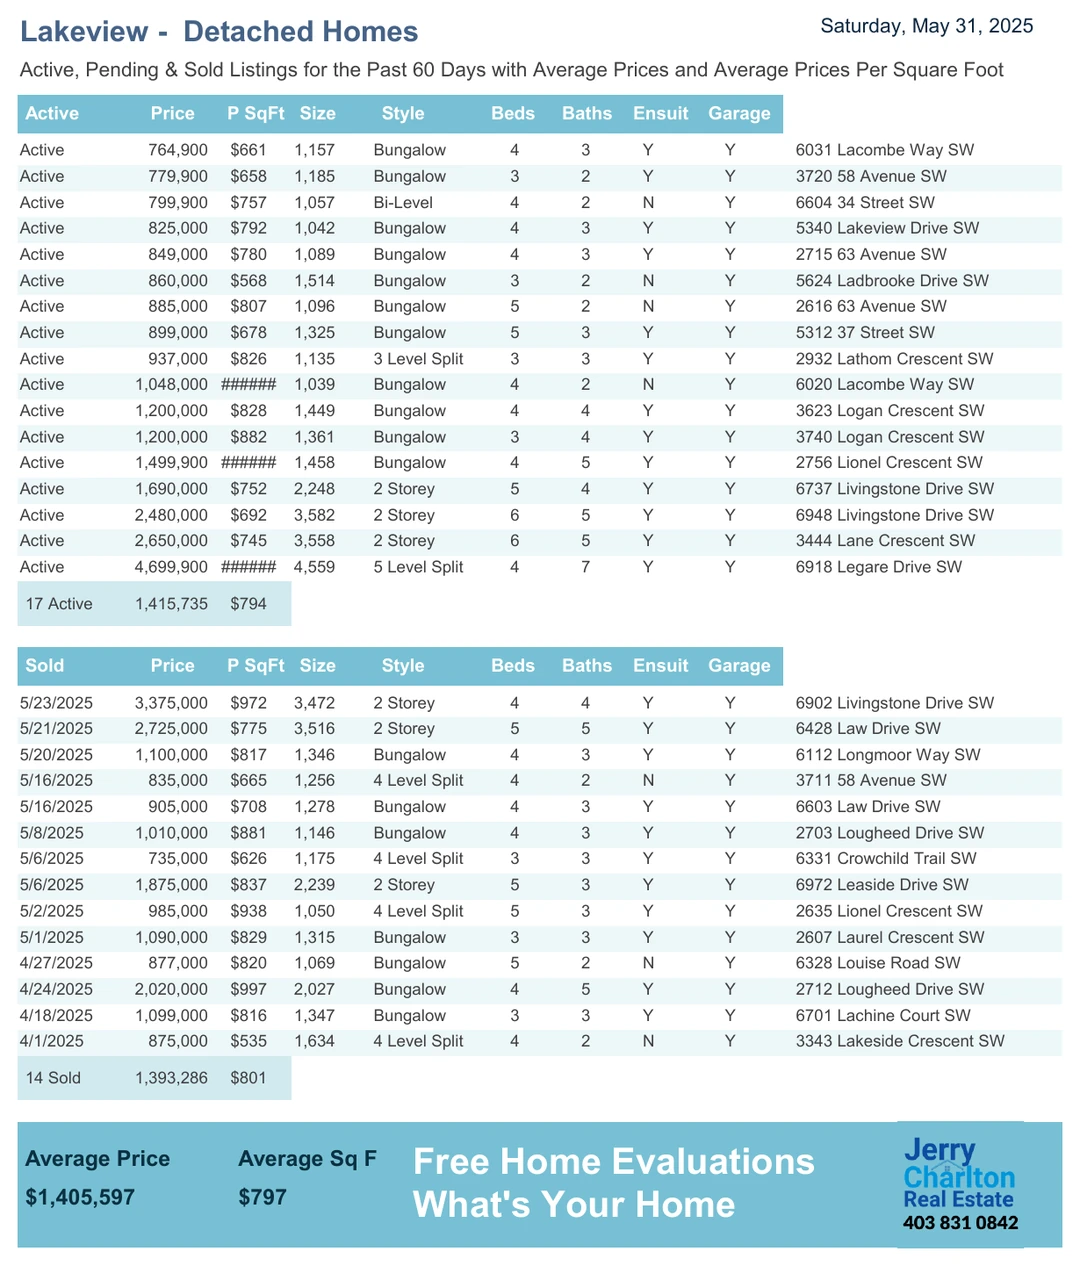 Lakeview - Detached Homes
Saturday, May 31, 2025
Active, Pending & Sold Listings for the Past 60 Days with Average Prices and Average Prices Per Square Foot
Active Price P SqFt Size Style Beds Baths Ensuit Garage
Active 764,900 $661 1,157 Bungalow 4 3 Y Y 6031 Lacombe Way SW
Active 779,900 $658 1,185 Bungalow 3 2 Y Y 3720 58 Avenue SW
Active 799,900 $757 1,057 Bi-Level 4 2 N Y 6604 34 Street SW
Active 825,000 $792 1,042 Bungalow 4 3 Y Y 5340 Lakeview Drive SW
Active 849,000 $780 1,089 Bungalow 4 3 Y Y 2715 63 Avenue SW
Active 860,000 $568 1,514 Bungalow 3 2 N Y 5624 Ladbrooke Drive SW
Active 885,000 $807 1,096 Bungalow 5 2 N Y 2616 63 Avenue SW
Active 899,000 $678 1,325 Bungalow 5 3 Y Y 5312 37 Street SW
Active 937,000 $826 1,135 3 Level Split 3 3 Y Y 2932 Lathom Crescent SW
Active 1,048,000 ###### 1,039 Bungalow 4 2 N Y 6020 Lacombe Way SW
Active 1,200,000 $828 1,449 Bungalow 4 4 Y Y 3623 Logan Crescent SW
Active 1,200,000 $882 1,361 Bungalow 3 4 Y Y 3740 Logan Crescent SW
Active 1,499,900 ###### 1,458 Bungalow 4 5 Y Y 2756 Lionel Crescent SW
Active 1,690,000 $752 2,248 2 Storey 5 4 Y Y 6737 Livingstone Drive SW
Active 2,480,000 $692 3,582 2 Storey 6 5 Y Y 6948 Livingstone Drive SW
Active 2,650,000 $745 3,558 2 Storey 6 5 Y Y 3444 Lane Crescent SW
Active 4,699,900 ###### 4,559 5 Level Split 4 7 Y Y 6918 Legare Drive SW
17 Active 1,415,735 $794
Sold Price P SqFt Size Style Beds Baths Ensuit Garage
5/23/2025 3,375,000 $972 3,472 2 Storey 4 4 Y Y 6902 Livingstone Drive SW
5/21/2025 2,725,000 $775 3,516 2 Storey 5 5 Y Y 6428 Law Drive SW
5/20/2025 1,100,000 $817 1,346 Bungalow 4 3 Y Y 6112 Longmoor Way SW
5/16/2025 835,000 $665 1,256 4 Level Split 4 2 N Y 3711 58 Avenue SW
5/16/2025 905,000 $708 1,278 Bungalow 4 3 Y Y 6603 Law Drive SW
5/8/2025 1,010,000 $881 1,146 Bungalow 4 3 Y Y 2703 Lougheed Drive SW
5/6/2025 735,000 $626 1,175 4 Level Split 3 3 Y Y 6331 Crowchild Trail SW
5/6/2025 1,875,000 $837 2,239 2 Storey 5 3 Y Y 6972 Leaside Drive SW
5/2/2025 985,000 $938 1,050 4 Level Split 5 3 Y Y 2635 Lionel Crescent SW
5/1/2025 1,090,000 $829 1,315 Bungalow 3 3 Y Y 2607 Laurel Crescent SW
4/27/2025 877,000 $820 1,069 Bungalow 5 2 N Y 6328 Louise Road SW
4/24/2025 2,020,000 $997 2,027 Bungalow 4 5 Y Y 2712 Lougheed Drive SW
4/18/2025 1,099,000 $816 1,347 Bungalow 3 3 Y Y 6701 Lachine Court SW
4/1/2025 875,000 $535 1,634 4 Level Split 4 2 N Y 3343 Lakeside Crescent SW
14 Sold 1,393,286 $801
Average Price Average Sq F
$1,405,597 $797
Free Home Evaluations
What's Your Home
Jerry
Charlton
Real Estate
403 831 0842